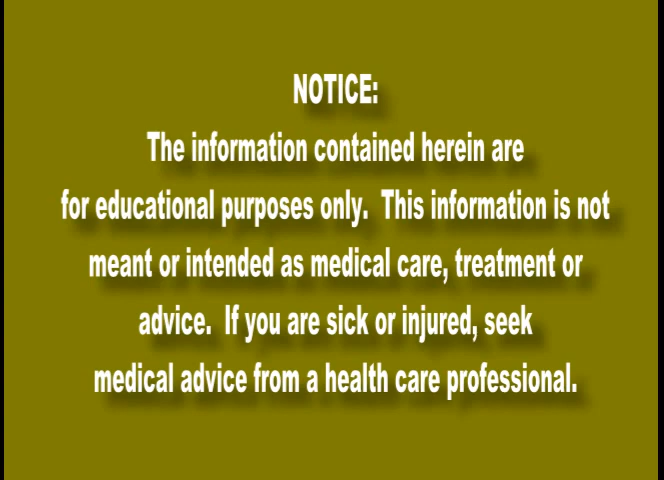 NOTICE:
The information contained herein are
for educational purposes only.  This information is not
meant or intended as medical care, treatment or
advice.  If you are sick or injured, seek
medical advice from a health care professional.